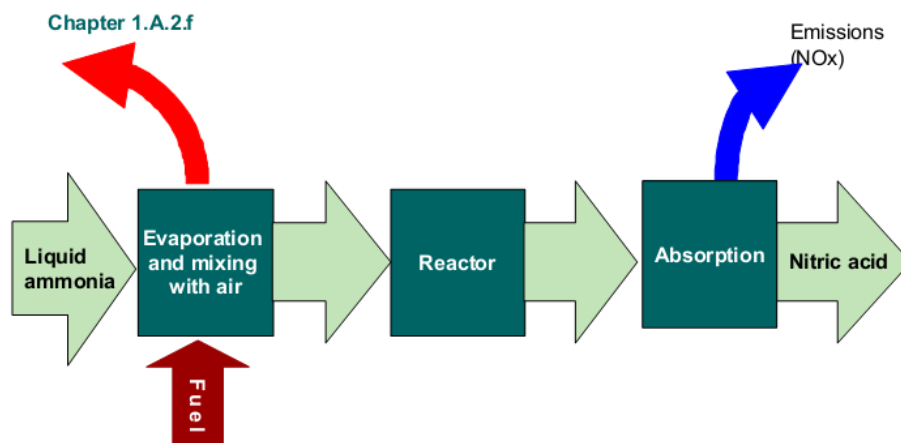 Chapter 1.A.2.f
Emissions
(NOx)
Liquid
ammonia
Evaporation
and mixing
with air
Reactor
Absorption
Nitric acid
Fuel